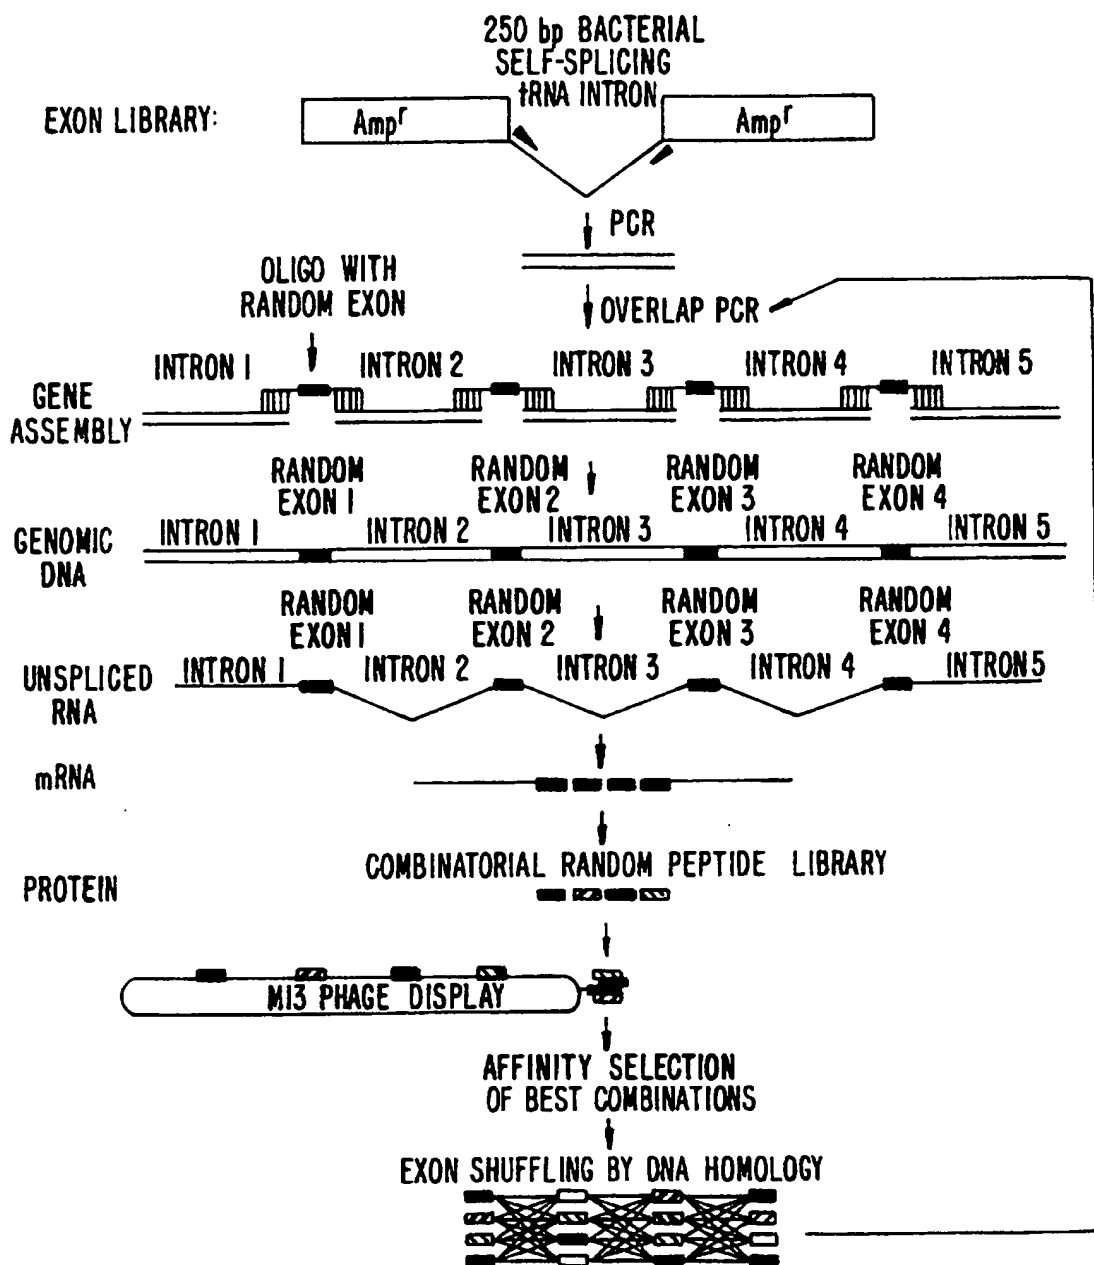 250 bp BACTERIAL
SELF-SPLICING
tRNA INTRON
EXON LIBRARY:
Ampr
Ampr
PCR
OLIGO WITH
RANDOM EXON
OVERLAP PCR
INTRON 1
INTRON 2
INTRON 3
INTRON 4
INTRON 5
GENE
ASSEMBLY
RANDOM
EXON 1
RANDOM
EXON 2
RANDOM
EXON 3
RANDOM
EXON 4
GENOMIC
DNA
INTRON 1
INTRON 2
INTRON 3
INTRON 4
INTRON 5
RANDOM
EXON 1
RANDOM
EXON 2
RANDOM
EXON 3
RANDOM
EXON 4
UNSPLICED
RNA
INTRON 1
INTRON 2
INTRON 3
INTRON 4
INTRON 5
mRNA
COMBINATORIAL RANDOM PEPTIDE LIBRARY
PROTEIN
M13 PHAGE DISPLAY
AFFINITY SELECTION
OF BEST COMBINATIONS
EXON SHUFFLING BY DNA HOMOLOGY